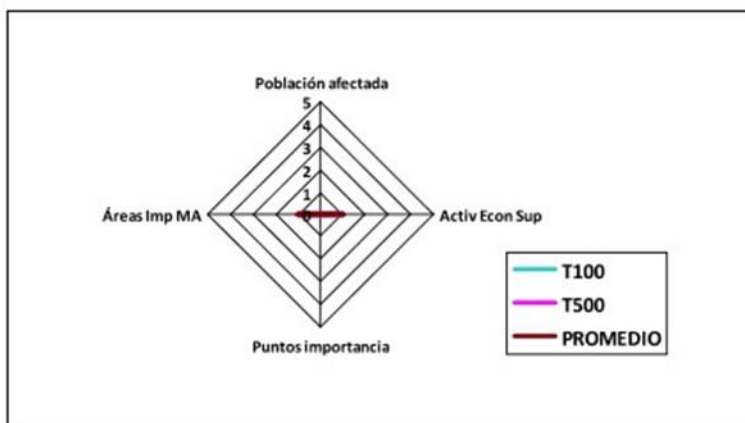 Población afectada
5
4
3
2
1
0
Áreas Imp MA
Activ Econ Sup
Puntos importancia
T100
T500
PROMEDIO